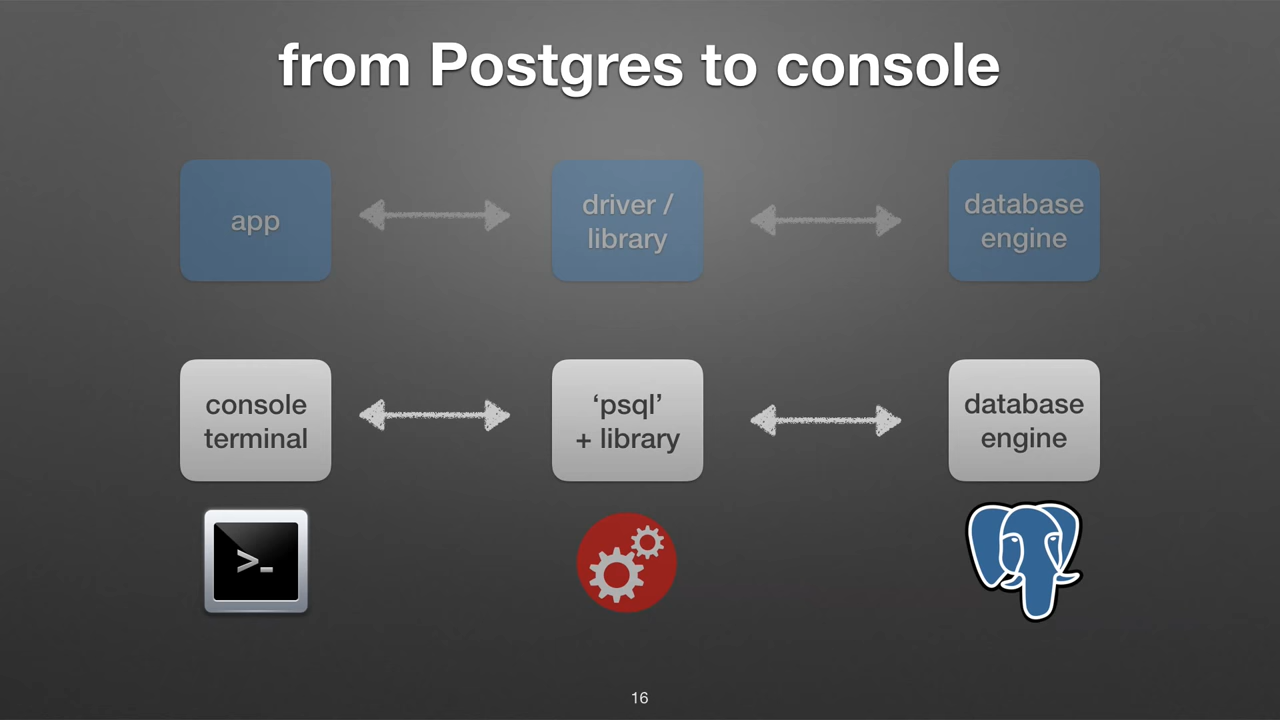 from Postgres to console
app
driver /
library
database
engine
console
terminal
‘psql’
+ library
database
engine
>_
16